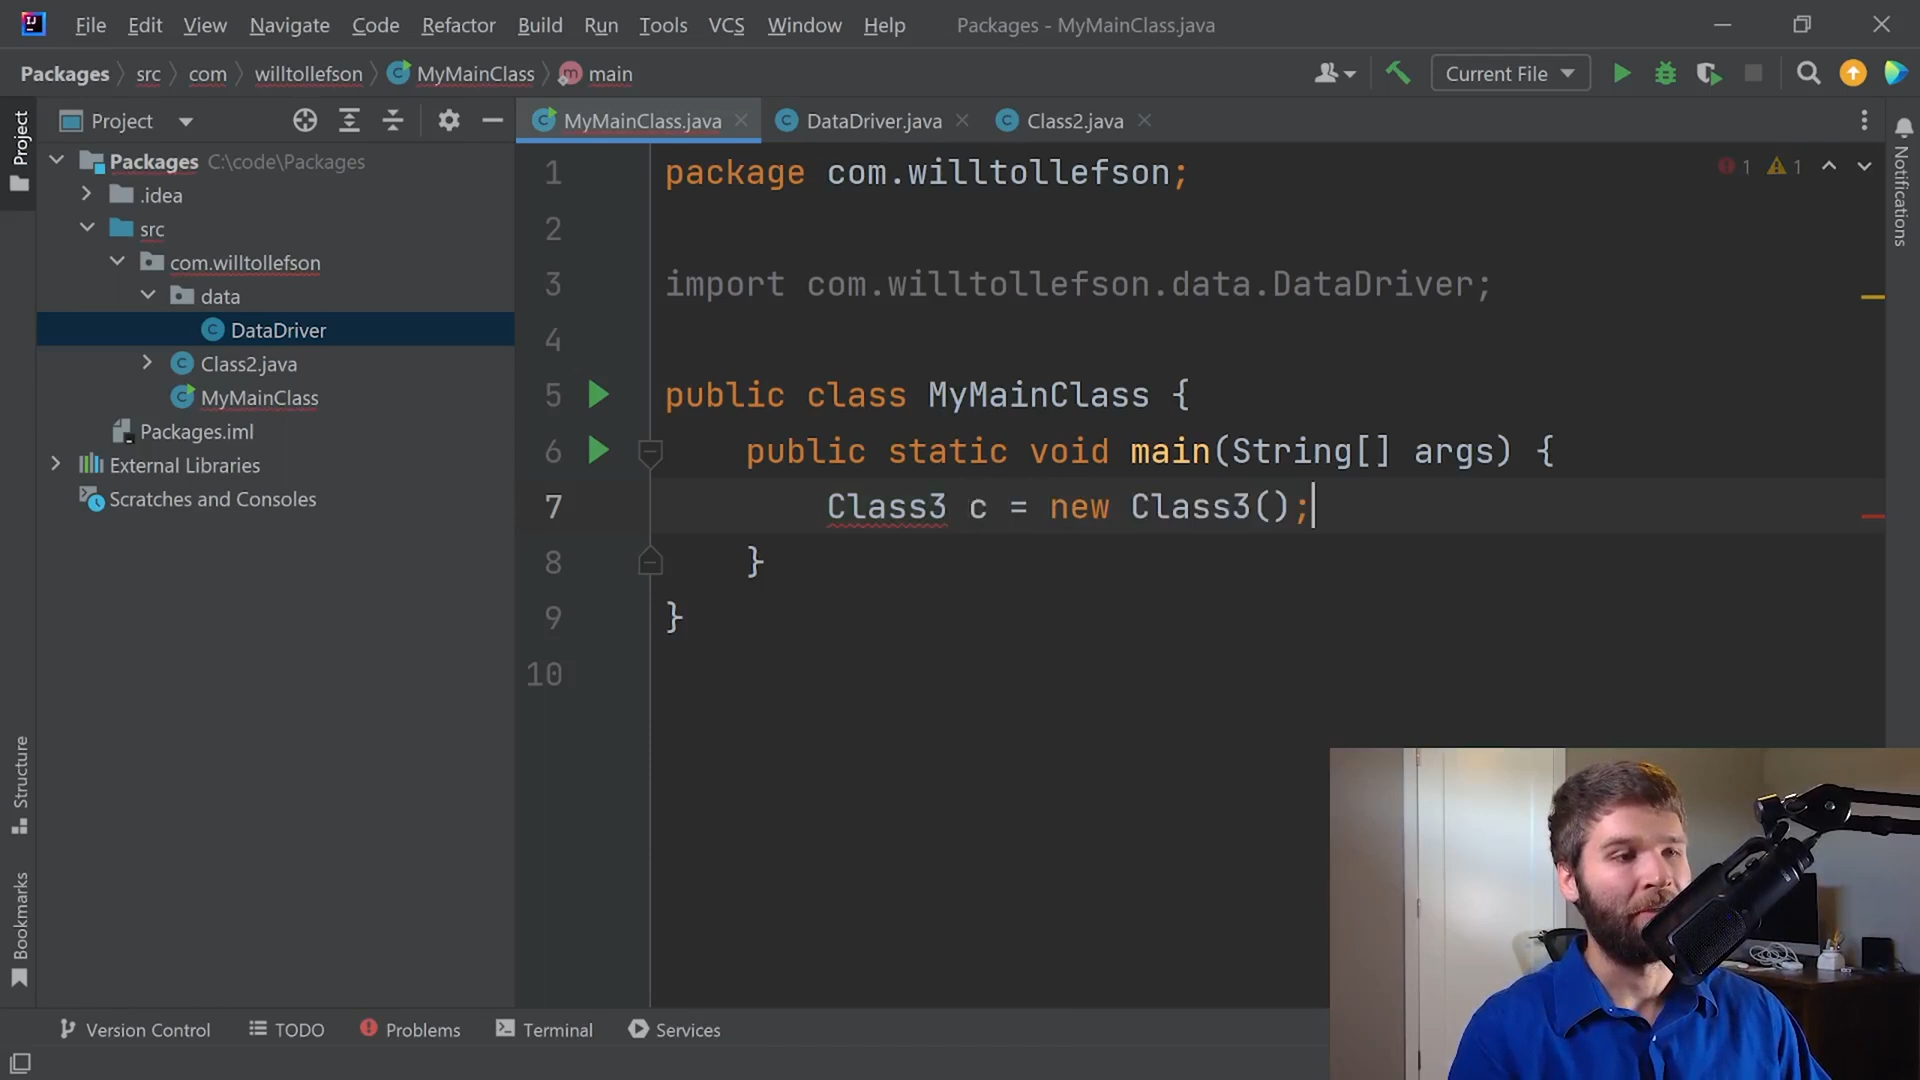 File Edit View Navigate Code Refactor Build Run Tools VCS Window Help Packages - MyMainClass.java
Packages src com willtollefson MyMainClass main Current File
Project
Project
MyMainClass.java DataDriver.java Class2.java
Packages C:\code\Packages
.idea
src
com.willtollefson
data
DataDriver
Class2.java
MyMainClass
Packages.iml
External Libraries
Scratches and Consoles
1 package com.willtollefson;
2
3 import com.willtollefson.data.DataDriver;
4
5 public class MyMainClass {
6 public static void main(String[] args) {
7 Class3 c = new Class3();
8 }
9 }
10
1 1
Notifications
Structure
Bookmarks
Version Control TODO Problems Terminal Services